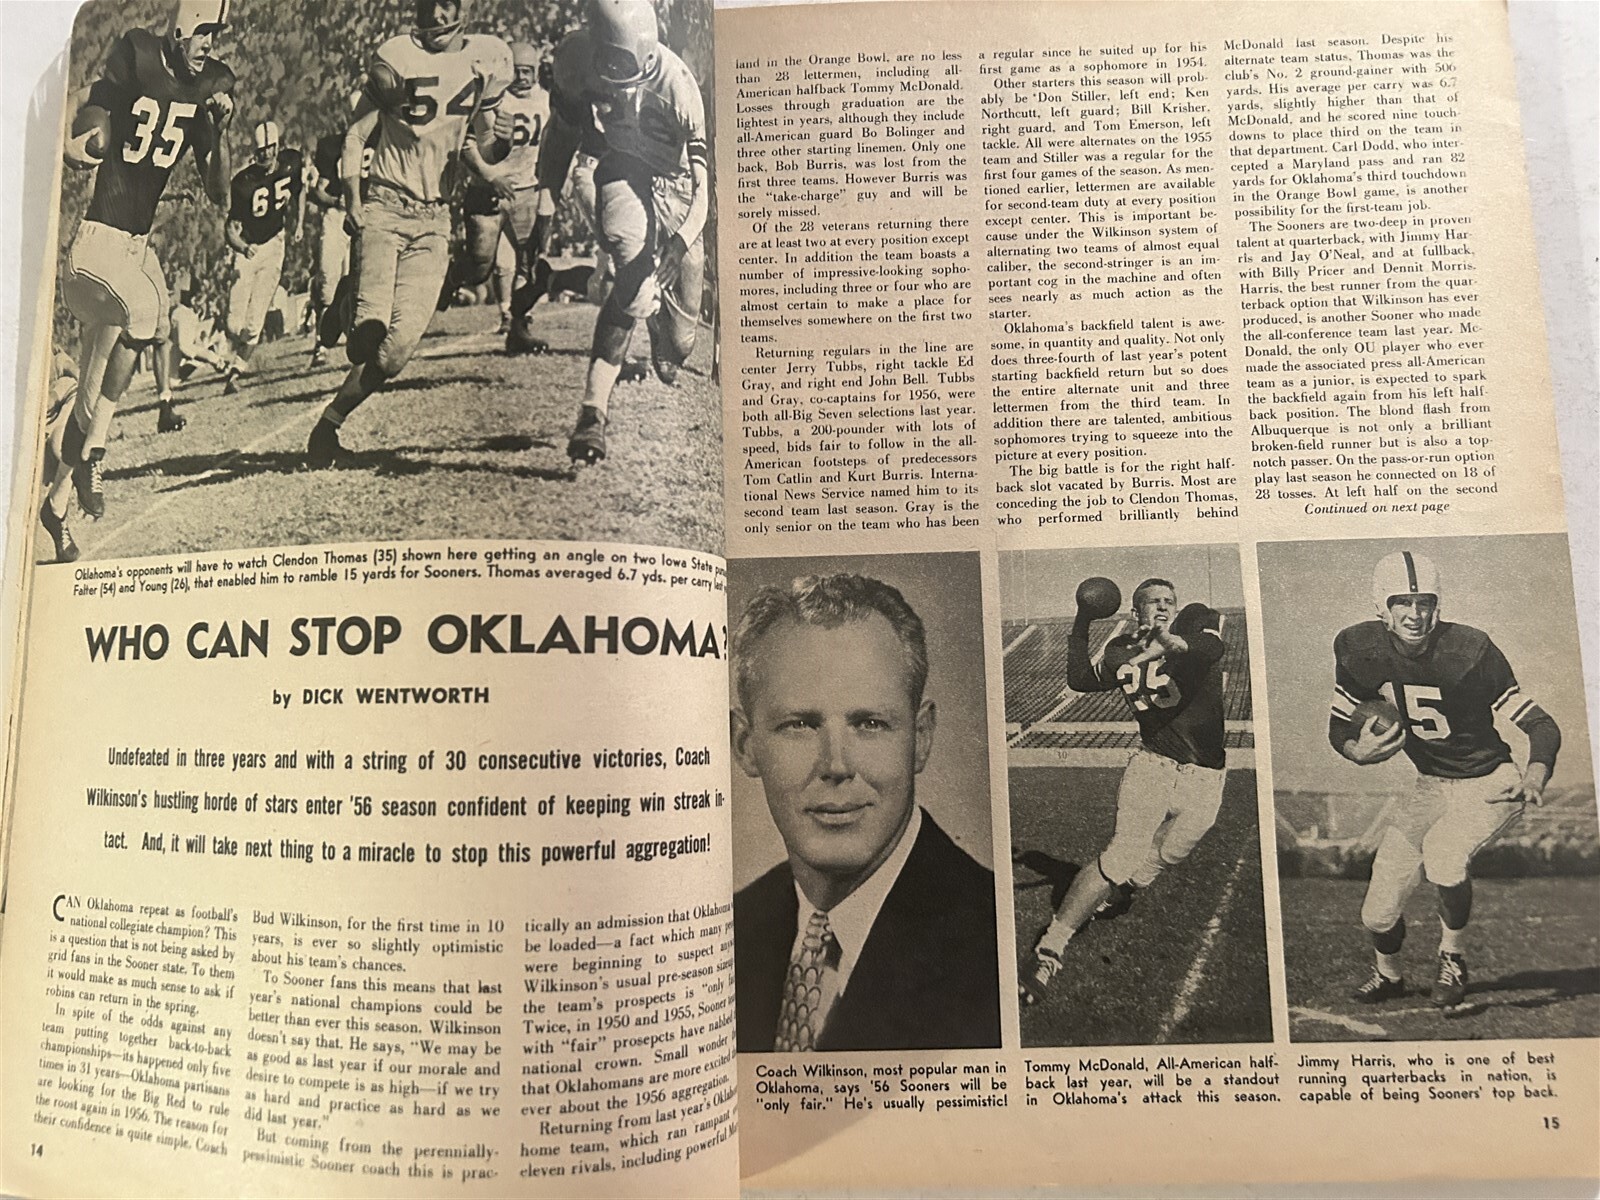 35
65
54
61
Oklahoma's opponents will have to watch Clendon Thomas (35) shown here getting an angle on two Iowa State
Falter (54) and Young (26), that enabled him to ramble 15 yards for Sooners. Thomas averaged 6.7 yds. per carry
WHO CAN STOP OKLAHOMA?
by DICK WENTWORTH
Undefeated in three years and with a string of 30 consecutive victories, Coach
Wilkinson's hustling horde of stars enter '56 season confident of keeping win streak in-
tact. And, it will take next thing to a miracle to stop this powerful aggregation!
CAN Oklahoma repeat as football's
national collegiate champion? This
is a question that is not being asked by
grid fans in the Sooner state. To them
it would make as much sense to ask if
robins can return in the spring.
In spite of the odds against any
team putting together back-to-back
championships—its happened only five
times in 31 years—Oklahoma partisans
are looking for the Big Red to rule
the roost again in 1956. The reason for
their confidence is quite simple. Coach
Bud Wilkinson, for the first time in 10
years, is ever so slightly optimistic
about his team's chances.
To Sooner fans this means that last
year's national champions could be
better than ever this season. Wilkinson
doesn't say that. He says, "We may be
as good as last year if our morale and
desire to compete is as high—if we try
as hard and practice as hard as we
did last year."
But coming from the perennially-
pessimistic Sooner coach this is prac-
tically an admission that Oklahoma
be loaded—a fact which many
were beginning to suspect
Wilkinson's usual pre-season
the team's prospects is "only
Twice, in 1950 and 1955, Sooner
with "fair" prosepcts have nabbed
national crown. Small wonder
that Oklahomans are more excited
ever about the 1956 aggregation.
Returning from last year's
home team, which ran rampant
eleven rivals, including powerful
14
land in the Orange Bowl, are no less
than 28 lettermen, including all-
American halfback Tommy McDonald.
Losses through graduation are the
lightest in years, although they include
all-American guard Bo Bolinger and
three other starting linemen. Only one
back, Bob Burris, was lost from the
first three teams. However Burris was
the "take-charge" guy and will be
sorely missed.
Of the 28 veterans returning there
are at least two at every position except
center. In addition the team boasts a
number of impressive-looking sopho-
mores, including three or four who are
almost certain to make a place for
themselves somewhere on the first two
teams.
Returning regulars in the line are
center Jerry Tubbs, right tackle Ed
Gray, and right end John Bell. Tubbs
and Gray, co-captains for 1956, were
both all-Big Seven selections last year.
Tubbs, a 200-pounder with lots of
speed, bids fair to follow in the all-
American footsteps of predecessors
Tom Catlin and Kurt Burris. Interna-
tional News Service named him to its
second team last season. Gray is the
only senior on the team who has been
a regular since he suited up for his
first game as a sophomore in 1954.
Other starters this season will prob-
ably be Don Stiller, left end; Ken
Northcutt, left guard; Bill Krisher,
right guard, and Tom Emerson, left
tackle. All were alternates on the 1955
team and Stiller was a regular for the
first four games of the season. As men-
tioned earlier, lettermen are available
for second-team duty at every position
except center. This is important be-
cause under the Wilkinson system of
alternating two teams of almost equal
caliber, the second-stringer is an im-
portant cog in the machine and often
sees nearly as much action as the
starter.
Oklahoma's backfield talent is awe-
some, in quantity and quality. Not only
does three-fourth of last year's potent
starting backfield return but so does
the entire alternate unit and three
lettermen from the third team. In
addition there are talented, ambitious
sophomores trying to squeeze into the
picture at every position.
The big battle is for the right half-
back slot vacated by Burris. Most are
conceding the job to Clendon Thomas,
who performed brilliantly behind
McDonald last season. Despite his
alternate team status, Thomas was the
club's No. 2 ground-gainer with 506
yards. His average per carry was 6.7
yards, slightly higher than that of
McDonald, and he scored nine touch-
downs to place third on the team in
that department. Carl Dodd, who inter-
cepted a Maryland pass and ran 82
yards for Oklahoma's third touchdown
in the Orange Bowl game, is another
possibility for the first-team job.
The Sooners are two-deep in proven
talent at quarterback, with Jimmy Har-
ris and Jay O'Neal, and at fullback,
with Billy Pricer and Dennit Morris.
Harris, the best runner from the quar-
terback option that Wilkinson has ever
produced, is another Sooner who made
the all-conference team last year. Mc-
Donald, the only OU player who ever
made the associated press all-American
team as a junior, is expected to spark
the backfield again from his left half-
back position. The blond flash from
Albuquerque is not only a brilliant
broken-field runner but is also a top-
notch passer. On the pass-or-run option
play last season he connected on 18 of
28 tosses. At left half on the second
Continued on next page
25
15
Coach Wilkinson, most popular man in
Oklahoma, says '56 Sooners will be
"only fair." He's usually pessimistic!
Tommy McDonald, All-American half-
back last year, will be a standout
in Oklahoma's attack this season.
Jimmy Harris, who is one of best
running quarterbacks in nation, is
capable of being Sooners' top back.
15